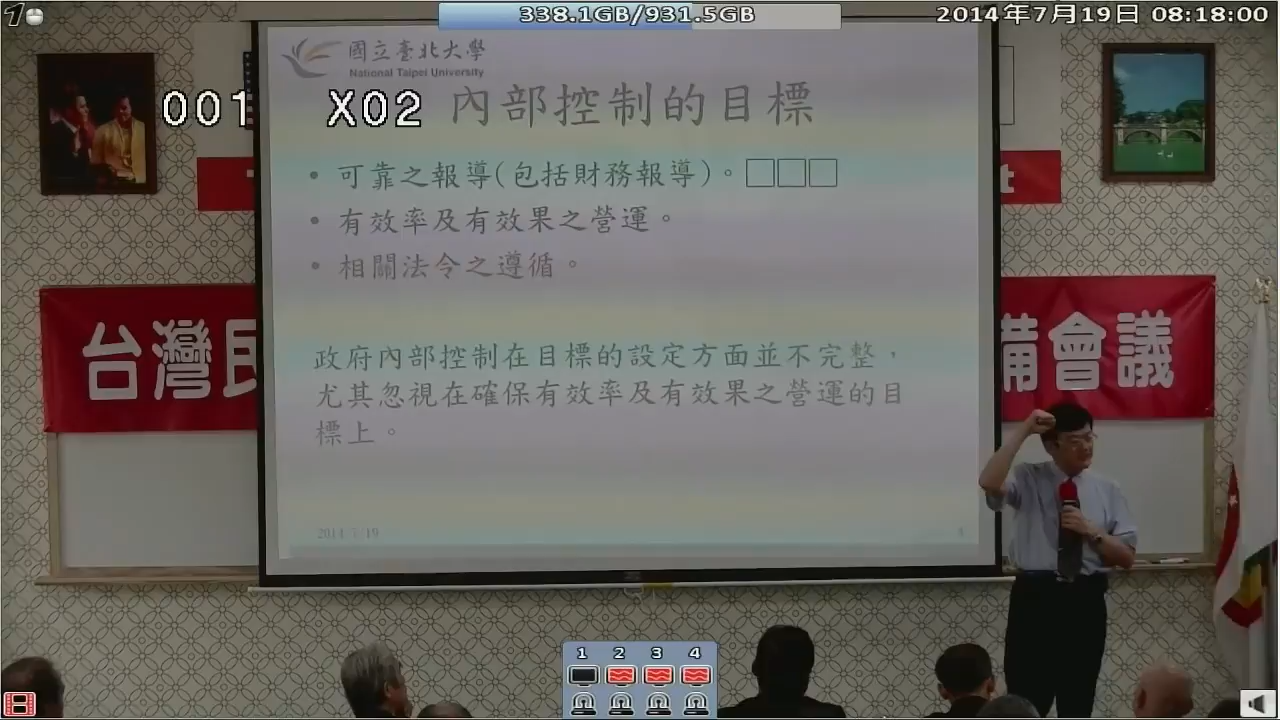 338.1GB/931.5GB
2014年7月19日 08:18:00
001 X02
國立臺北大學
National Taipei University
內部控制的目標
• 可靠之報導(包括財務報導)。□□□
• 有效率及有效果之營運。
• 相關法令之遵循。
台灣民
備會議
t
政府內部控制在目標的設定方面並不完整，
尤其忽視在確保有效率及有效果之營運的目
標上。
2014/7/19
1 2 3 4